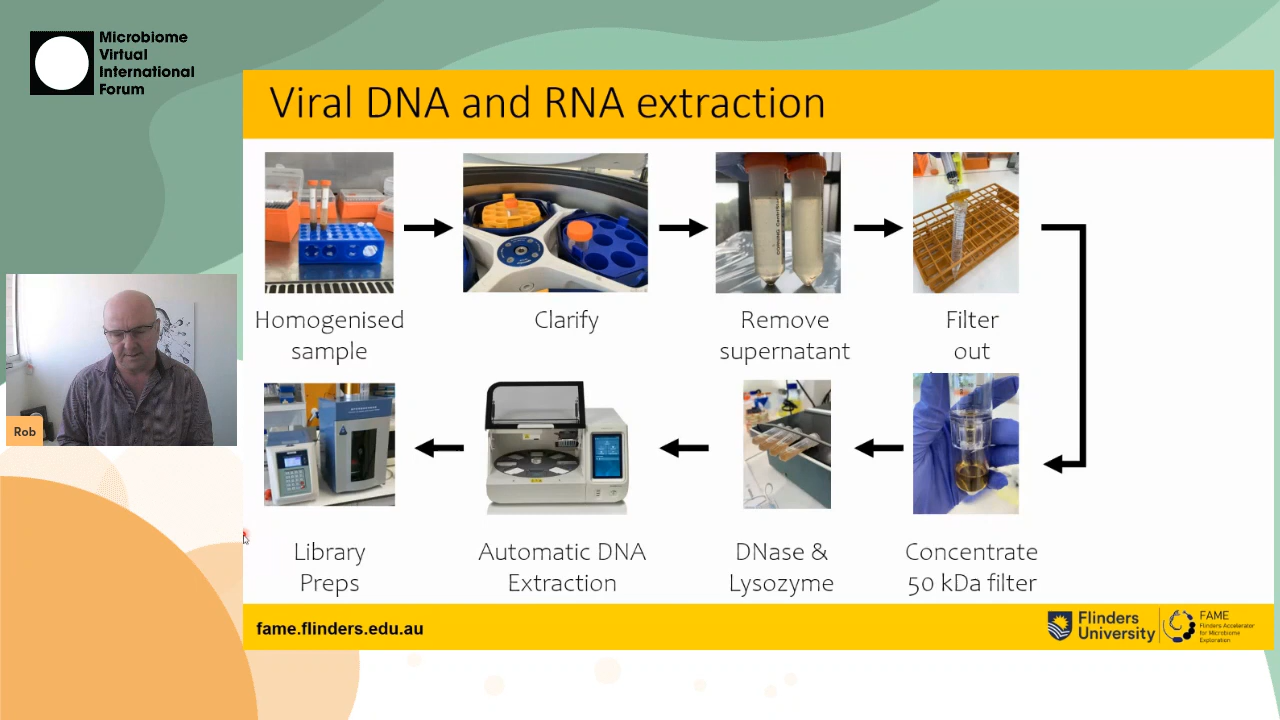 Microbiome
Virtual
International
Forum
Viral DNA and RNA extraction
Homogenised
sample
Clarify
Remove
supernatant
Filter
out
Rob
Library
Preps
Automatic DNA
Extraction
DNase &
Lysozyme
Concentrate
50 kDa filter
fame.flinders.edu.au
Flinders
University
FAME
Flinders Accelerator
for Microbiome
Exploration